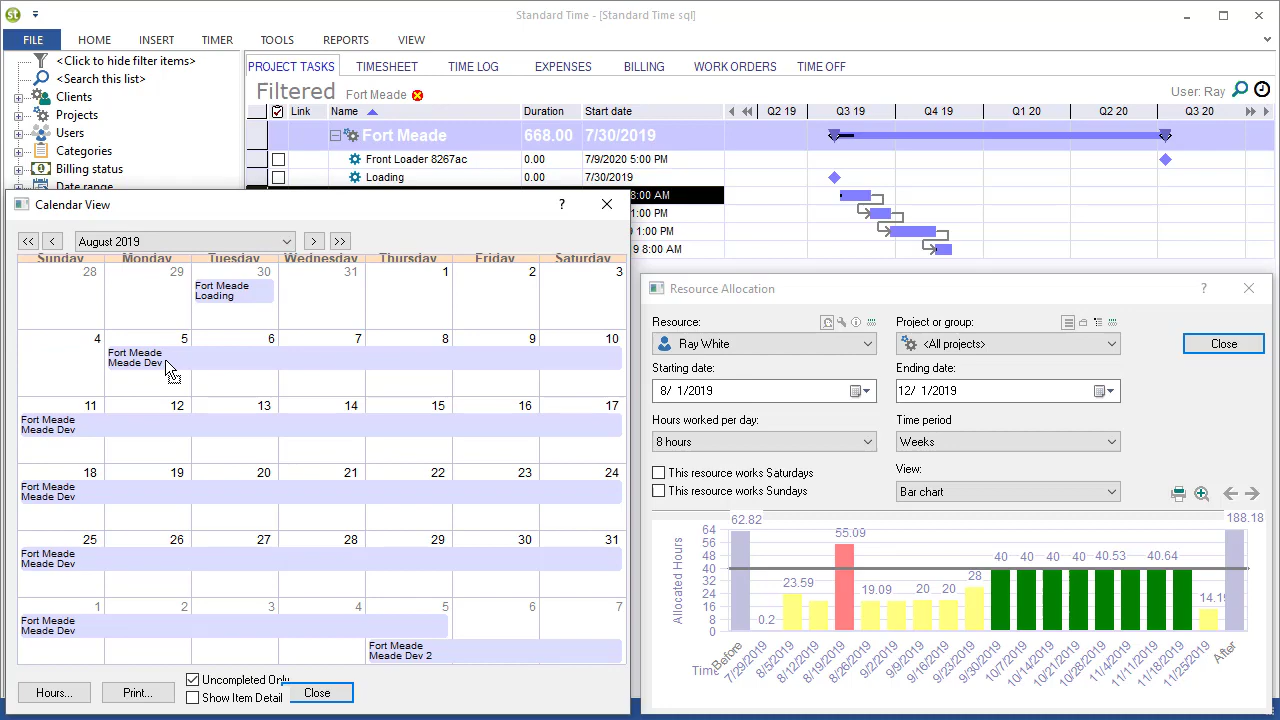 st
Standard Time - [Standard Time sql]
FILE HOME INSERT TIMER TOOLS REPORTS VIEW
<Click to hide filter items>
<Search this list>
Clients
Projects
Users
Categories
Billing status
Date range
PROJECT TASKS TIMESHEET TIME LOG EXPENSES BILLING WORK ORDERS TIME OFF
Filtered Fort Meade User: Ray
Link Name Duration Start date Q2 19 Q3 19 Q4 19 Q1 20 Q2 20 Q3 20
Fort Meade 668.00 7/30/2019
Front Loader 8267ac 0.00 7/9/2020 5:00 PM
Loading 0.00 7/30/2019
8:00 AM
1:00 PM
9 1:00 PM
9 8:00 AM
Calendar View ?
<< < August 2019 > >>
Sunday Monday Tuesday Wednesday Thursday Friday Saturday
28 29 30 31 1 2 3
Fort Meade
Loading
4 5 6 7 8 9 10
Fort Meade
Meade Dev
11 12 13 14 15 16 17
Fort Meade
Meade Dev
18 19 20 21 22 23 24
Fort Meade
Meade Dev
25 26 27 28 29 30 31
Fort Meade
Meade Dev
1 2 3 4 5 6 7
Fort Meade
Meade Dev
Fort Meade
Meade Dev 2
Hours... Print... Uncompleted Only
Show Item Detail Close
Resource Allocation ?
Resource: Project or group:
Ray White <All projects> Close
Starting date: Ending date:
8/ 1/2019 12/ 1/2019
Hours worked per day: Time period
8 hours Weeks
This resource works Saturdays View:
This resource works Sundays Bar chart
Allocated Hours
64
56
48
40
32
24
16
8
0
62.82 0.2 23.59 55.09 19.09 20 20 28 40 40 40 40 40.53 40.64 14.15 188.18
Time
Before 7/29/2019 8/5/2019 8/12/2019 8/19/2019 8/26/2019 9/2/2019 9/9/2019 9/16/2019 9/23/2019 9/30/2019 10/7/2019 10/14/2019 10/21/2019 10/28/2019 11/4/2019 11/11/2019 11/18/2019 11/25/2019 After